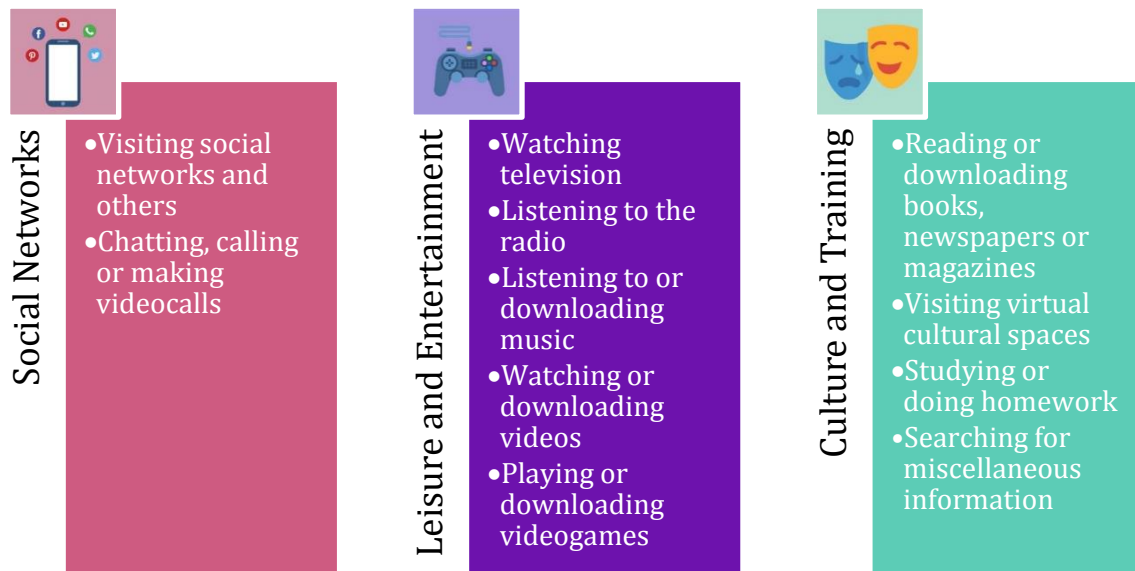 Social Networks
•Visiting social
networks and
others
•Chatting, calling
or making
videocalls
Leisure and Entertainment
•Watching
television
•Listening to the
radio
•Listening to or
downloading
music
•Watching or
downloading
videos
•Playing or
downloading
videogames
Culture and Training
•Reading or
downloading
books,
newspapers or
magazines
•Visiting virtual
cultural spaces
•Studying or
doing homework
•Searching for
miscellaneous
information